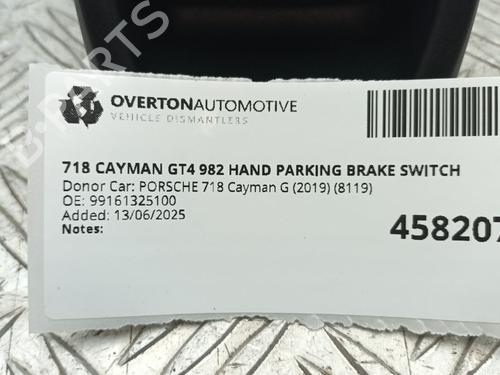 OVERTONAUTOMOTIVE
VEHICLE DISMANTLERS
718 CAYMAN GT4 982 HAND PARKING BRAKE SWITCH
Donor Car: PORSCHE 718 Cayman G (2019) (8119)
OE: 99161325100
Added: 13/06/2025
458207
Notes:
B-PARTS